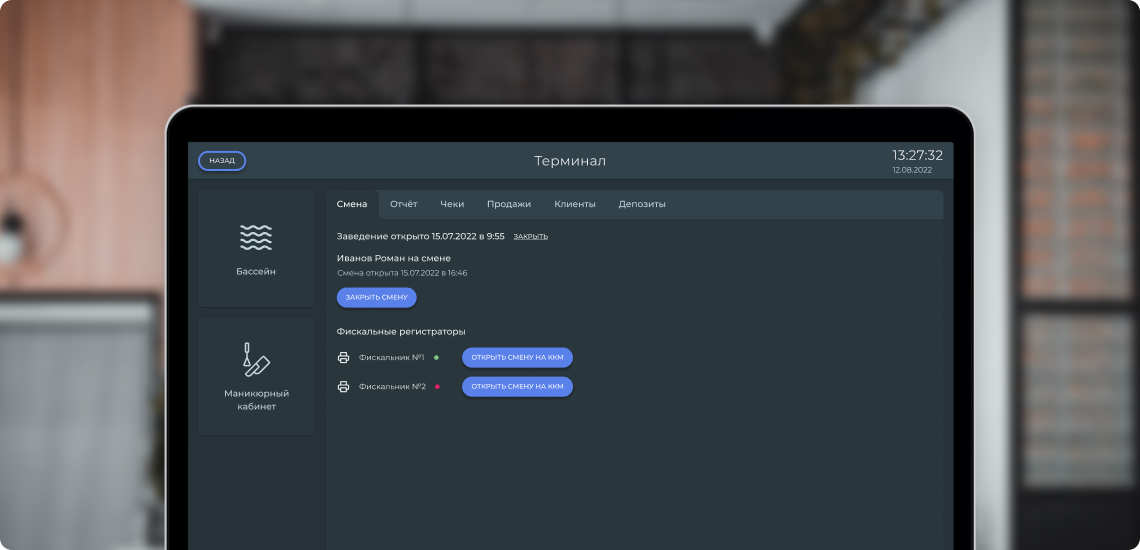 НАЗАД
Терминал
13:27:32
12.08.2022
Бассейн
Маникюрный
кабинет
Смена Отчёт Чеки Продажи Клиенты Депозиты
Заведение открыто 15.07.2022 в 9:55 ЗАКРЫТЬ
Иванов Роман на смене
Смена открыта 15.07.2022 в 16:46
ЗАКРЫТЬ СМЕНУ
Фискальные регистраторы
Фискальник №1 ОТКРЫТЬ СМЕНУ НА ККМ
Фискальник №2 ОТКРЫТЬ СМЕНУ НА ККМ